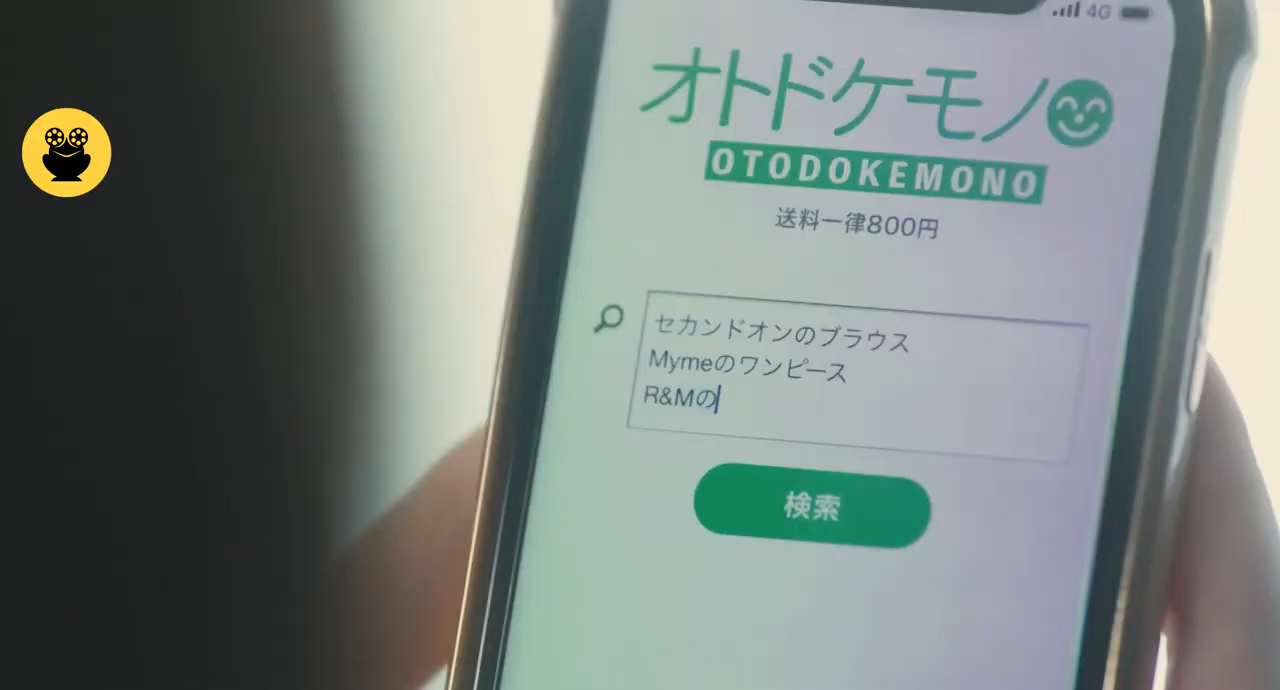 4G
オトドケモノ
OTODOKEMONO
送料一律800円
セカンドオンのブラウス
Mymeのワンピース
R&Mの
検索